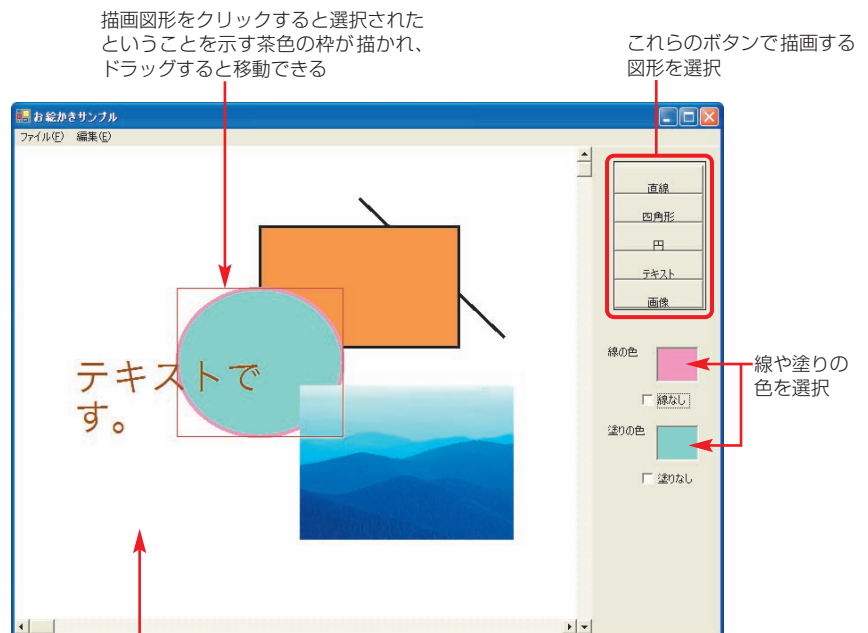 描画図形をクリックすると選択された
ということを示す茶色の枠が描かれ、
ドラッグすると移動できる
これらのボタンで描画する
図形を選択
お絵かきサンプル
ファイル(F) 編集(E)
直線
四角形
円
テキスト
画像
線の色
線なし
塗りの色
塗りなし
線や塗りの
色を選択
テキストで
す。